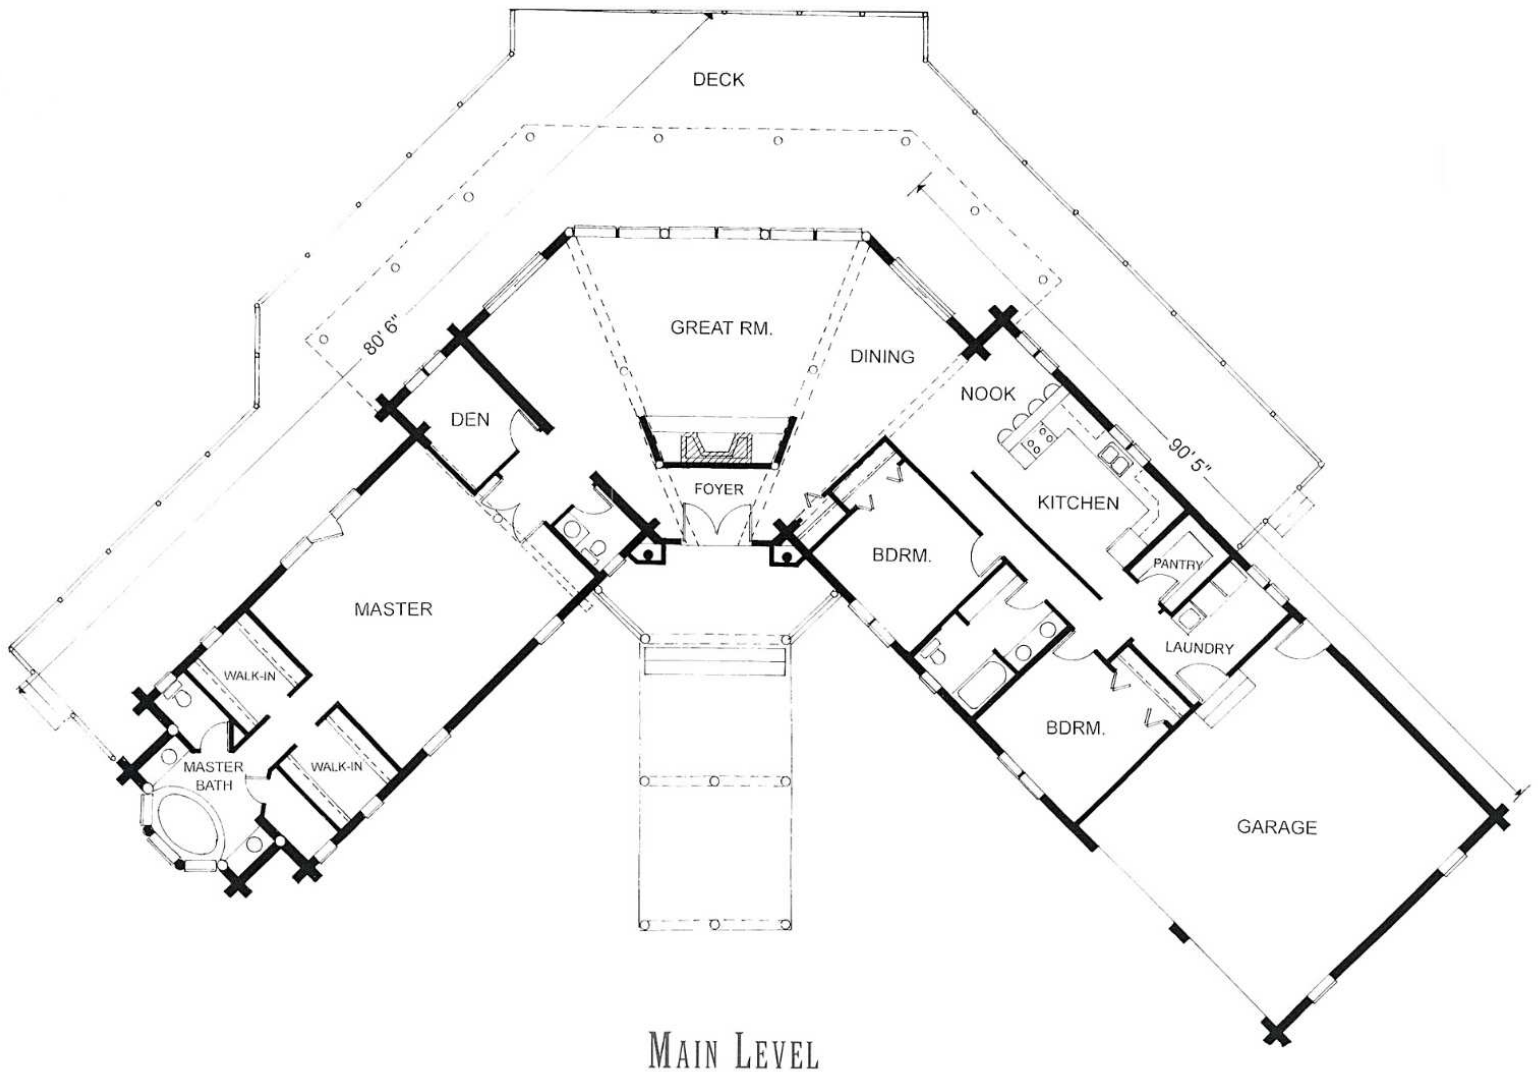 DECK
80' 6"
GREAT RM.
DINING
DEN
NOOK
90' 5"
FOYER
KITCHEN
BDRM.
PANTRY
MASTER
LAUNDRY
WALK-IN
BDRM.
WALK-IN
MASTER
BATH
GARAGE
MAIN LEVEL